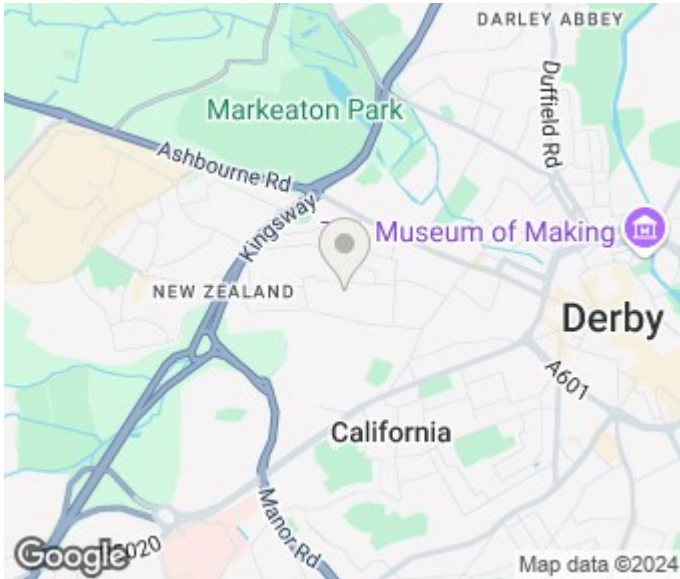 DARLEY ABBEY
Duffield Rd
Markeaton Park
Ashbourne Rd
Kingsway
Museum of Making
NEW ZEALAND
Derby
A601
California
Manor Rd
Google
Map data ©2024